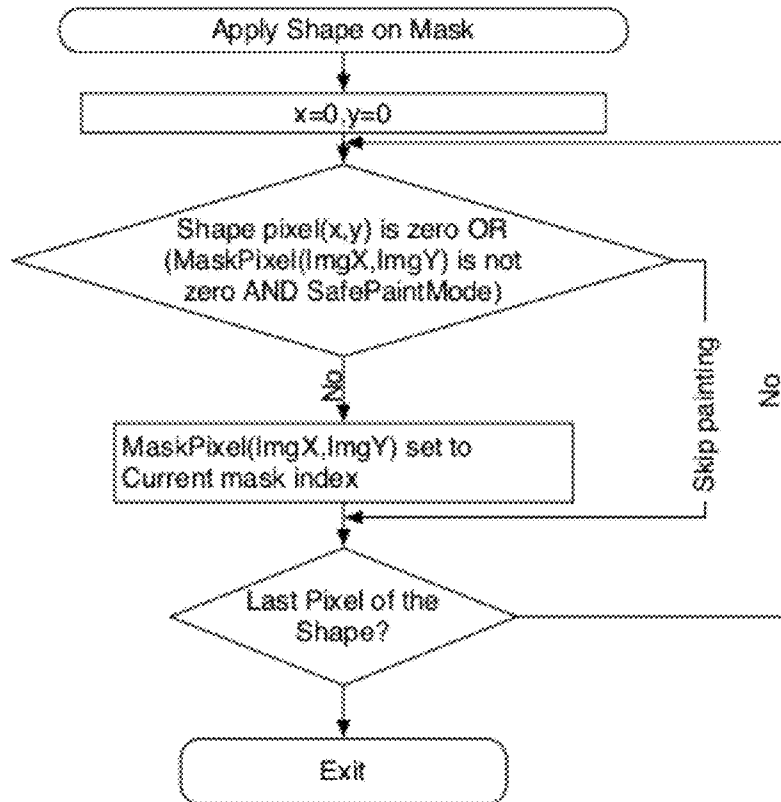 Apply Shape on Mask
x=0,y=0
Shape pixel(x,y) is zero OR
(MaskPixel(ImgX,ImgY) is not
zero AND SafePaintMode)
No
Skip painting
No
MaskPixel(ImgX,ImgY) set to
Current mask index
Last Pixel of the
Shape?
Exit